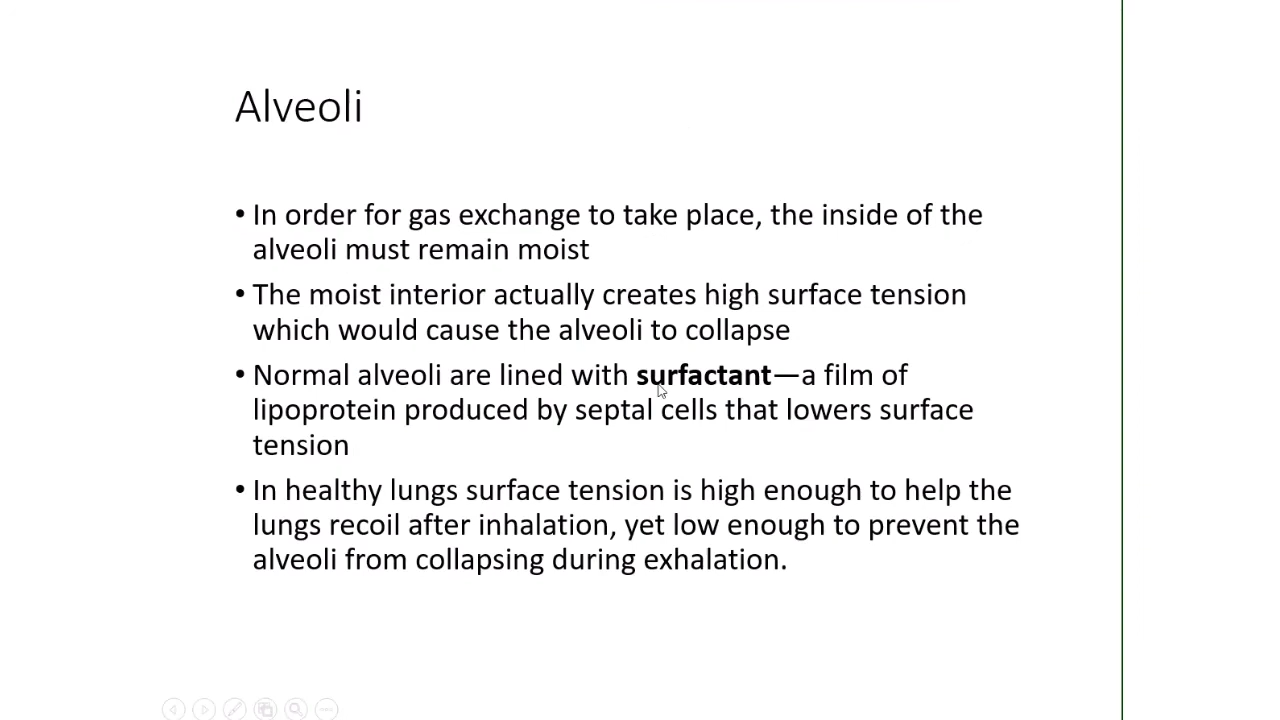 Alveoli
• In order for gas exchange to take place, the inside of the
alveoli must remain moist
• The moist interior actually creates high surface tension
which would cause the alveoli to collapse
• Normal alveoli are lined with surfactant—a film of
lipoprotein produced by septal cells that lowers surface
tension
• In healthy lungs surface tension is high enough to help the
lungs recoil after inhalation, yet low enough to prevent the
alveoli from collapsing during exhalation.